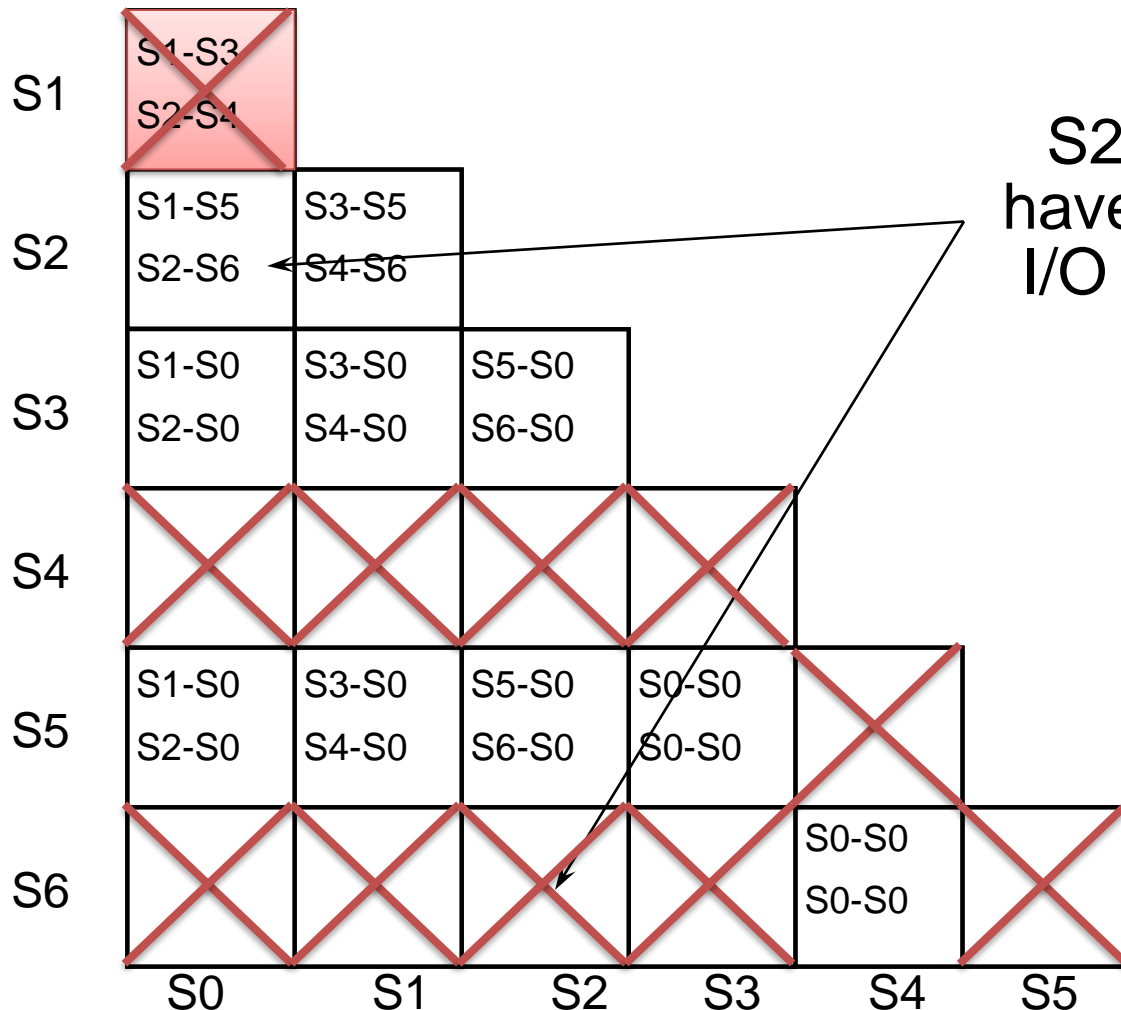 S1
S1-S3
S2-S4
S2
have
I/O
S2
S1-S5 S3-S5
S2-S6 S4-S6
S3
S1-S0 S3-S0 S5-S0
S2-S0 S4-S0 S6-S0
S4
S5
S1-S0 S3-S0 S5-S0 S0-S0
S2-S0 S4-S0 S6-S0 S0-S0
S6
S0-S0
S0-S0
S0 S1 S2 S3 S4 S5